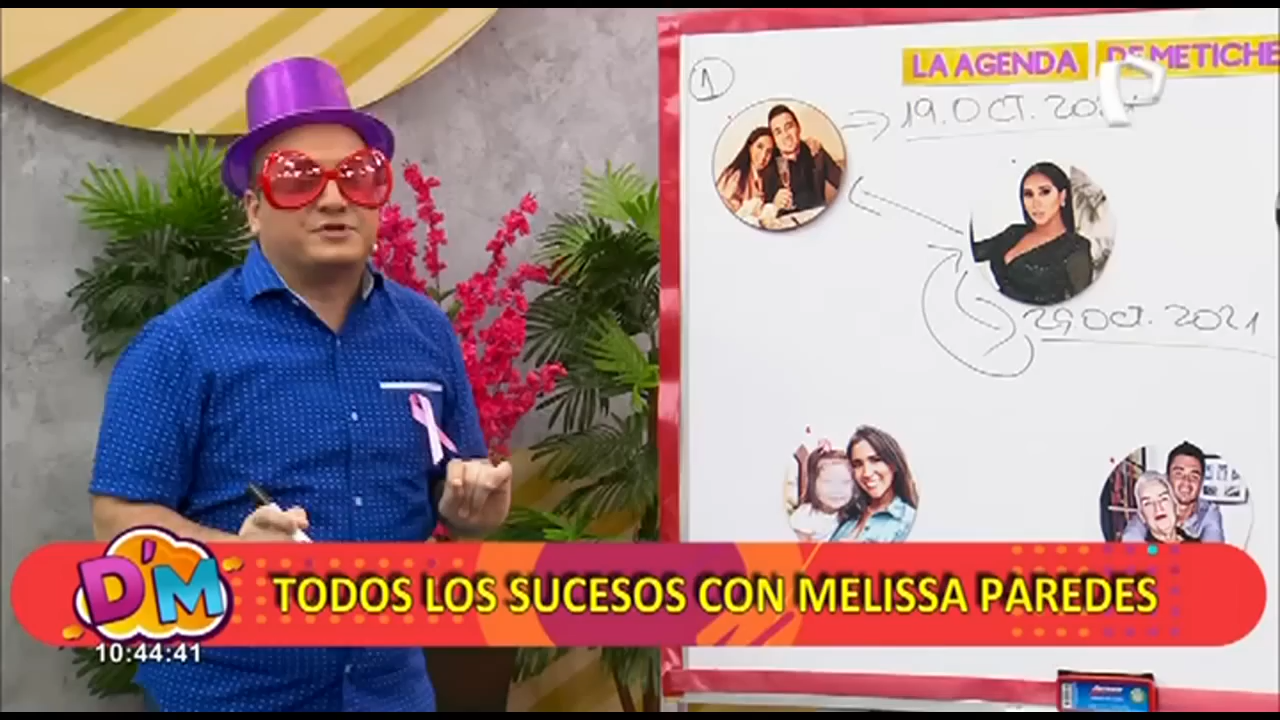 1
LA AGENDA DE METICHE
19.OCT. 2021
29 OCT. 2021
D'M
TODOS LOS SUCESOS CON MELISSA PAREDES
10:44:41